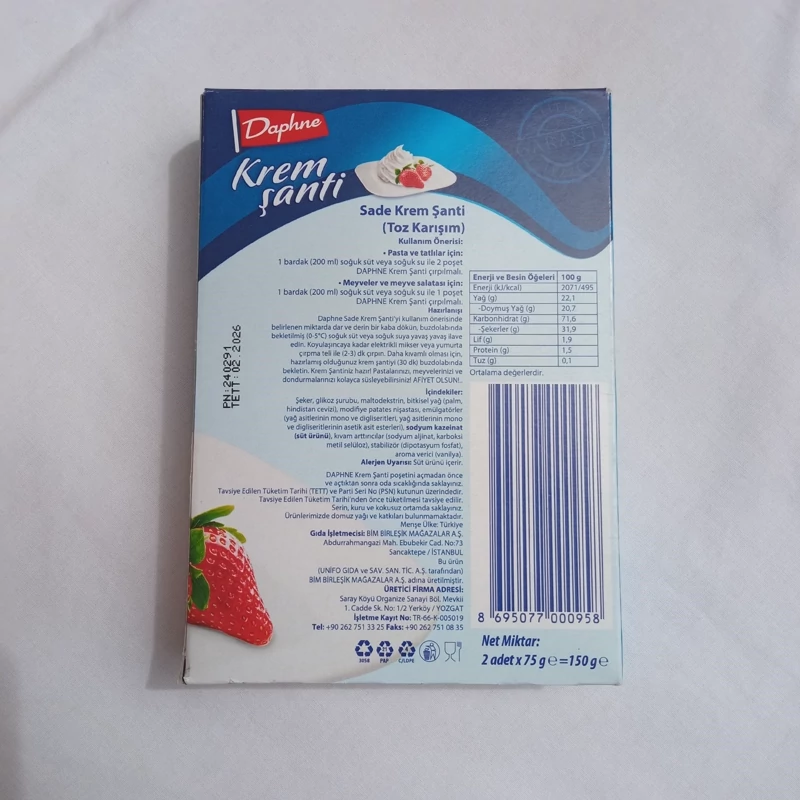 Daphne
Krem
şanti
Sade Krem Şanti
(Toz Karışım)
Kullanım Önerisi:
• Pasta ve tatlılar için:
1 bardak (200 ml) soğuk süt veya soğuk su ile 2 poşet
DAPHNE Krem Şanti çırpılmalı.
• Meyveler ve meyve salatası için:
1 bardak (200 ml) soğuk süt veya soğuk su ile 1 poşet
DAPHNE Krem Şanti çırpılmalı.
Hazırlanışı
Daphne Sade Krem Şanti'yi kullanım önerisinde
belirlenen miktarda dar ve derin bir kaba dökün, buzdolabında
bekletilmiş (0-5°C) soğuk süt veya soğuk suya yavaş yavaş ilave
edin. Koyulaşıncaya kadar elektrikli mikser veya yumurta
çırpma teli ile (2-3) dk çırpın. Daha kıvamlı olması için,
hazırlamış olduğunuz krem şantiyi (30 dk) buzdolabında
bekletin. Krem Şantiniz hazır! Pastalarınızı, meyvelerinizi ve
dondurmalarınızı kolayca süsleyebilirsiniz! AFİYET OLSUN!..
İçindekiler:
Şeker, glikoz şurubu, maltodekstrin, bitkisel yağ (palm,
hindistan cevizi), modifiye patates nişastası, emülgatörler
(yağ asitlerinin mono ve digliseritleri, yağ asitlerinin mono
ve digliseritlerinin asetik asit esterleri), sodyum kazeinat
(süt ürünü), kıvam arttırıcılar (sodyum aljinat, karboksi
metil selüloz), stabilizör (dipotasyum fosfat),
aroma verici (vanilya).
Alerjen Uyarısı: Süt ürünü içerir.
DAPHNE Krem Şanti poşetini açmadan önce
ve açtıktan sonra oda sıcaklığında saklayınız.
Tavsiye Edilen Tüketim Tarihi (TETT) ve Parti Seri No (PSN) kutunun üzerindedir.
Tavsiye Edilen Tüketim Tarihi'nden önce tüketilmesi tavsiye edilir.
Serin, kuru ve kokusuz ortamda saklayınız.
Ürünlerimizde domuz yağı ve katkıları bulunmamaktadır.
Menşe Ülke: Türkiye
Gıda İşletmecisi: BİM BİRLEŞİK MAĞAZALAR A.Ş.
Abdurrahmangazi Mah. Ebubekir Cad. No:73
Sancaktepe / İSTANBUL
Bu ürün
(UNİFO GIDA ve SAV. SAN. TİC. A.Ş. tarafından)
BİM BİRLEŞİK MAĞAZALAR A.Ş. adına üretilmiştir.
ÜRETİCİ FİRMA ADRESİ:
Saray Köyü Organize Sanayi Böl. Mevkii
1. Cadde Sk. No: 1/2 Yerköy / YOZGAT
İşletme Kayıt No: TR-66-K-005019
Tel: +90 262 751 33 25 Faks: +90 262 751 08 35
3058
21
PAP
C/LDPE
PN:240291
TETT:02.2026
Enerji ve Besin Öğeleri 100 g
Enerji (kJ/kcal) 2071/495
Yağ (g) 22,1
-Doymuş Yağ (g) 20,7
Karbonhidrat (g) 71,6
-Şekerler (g) 31,9
Lif (g) 1,9
Protein (g) 1,5
Tuz (g) 0,1
Ortalama değerlerdir.
8 695077 000958
Net Miktar:
2 adet x 75 g e = 150 g e